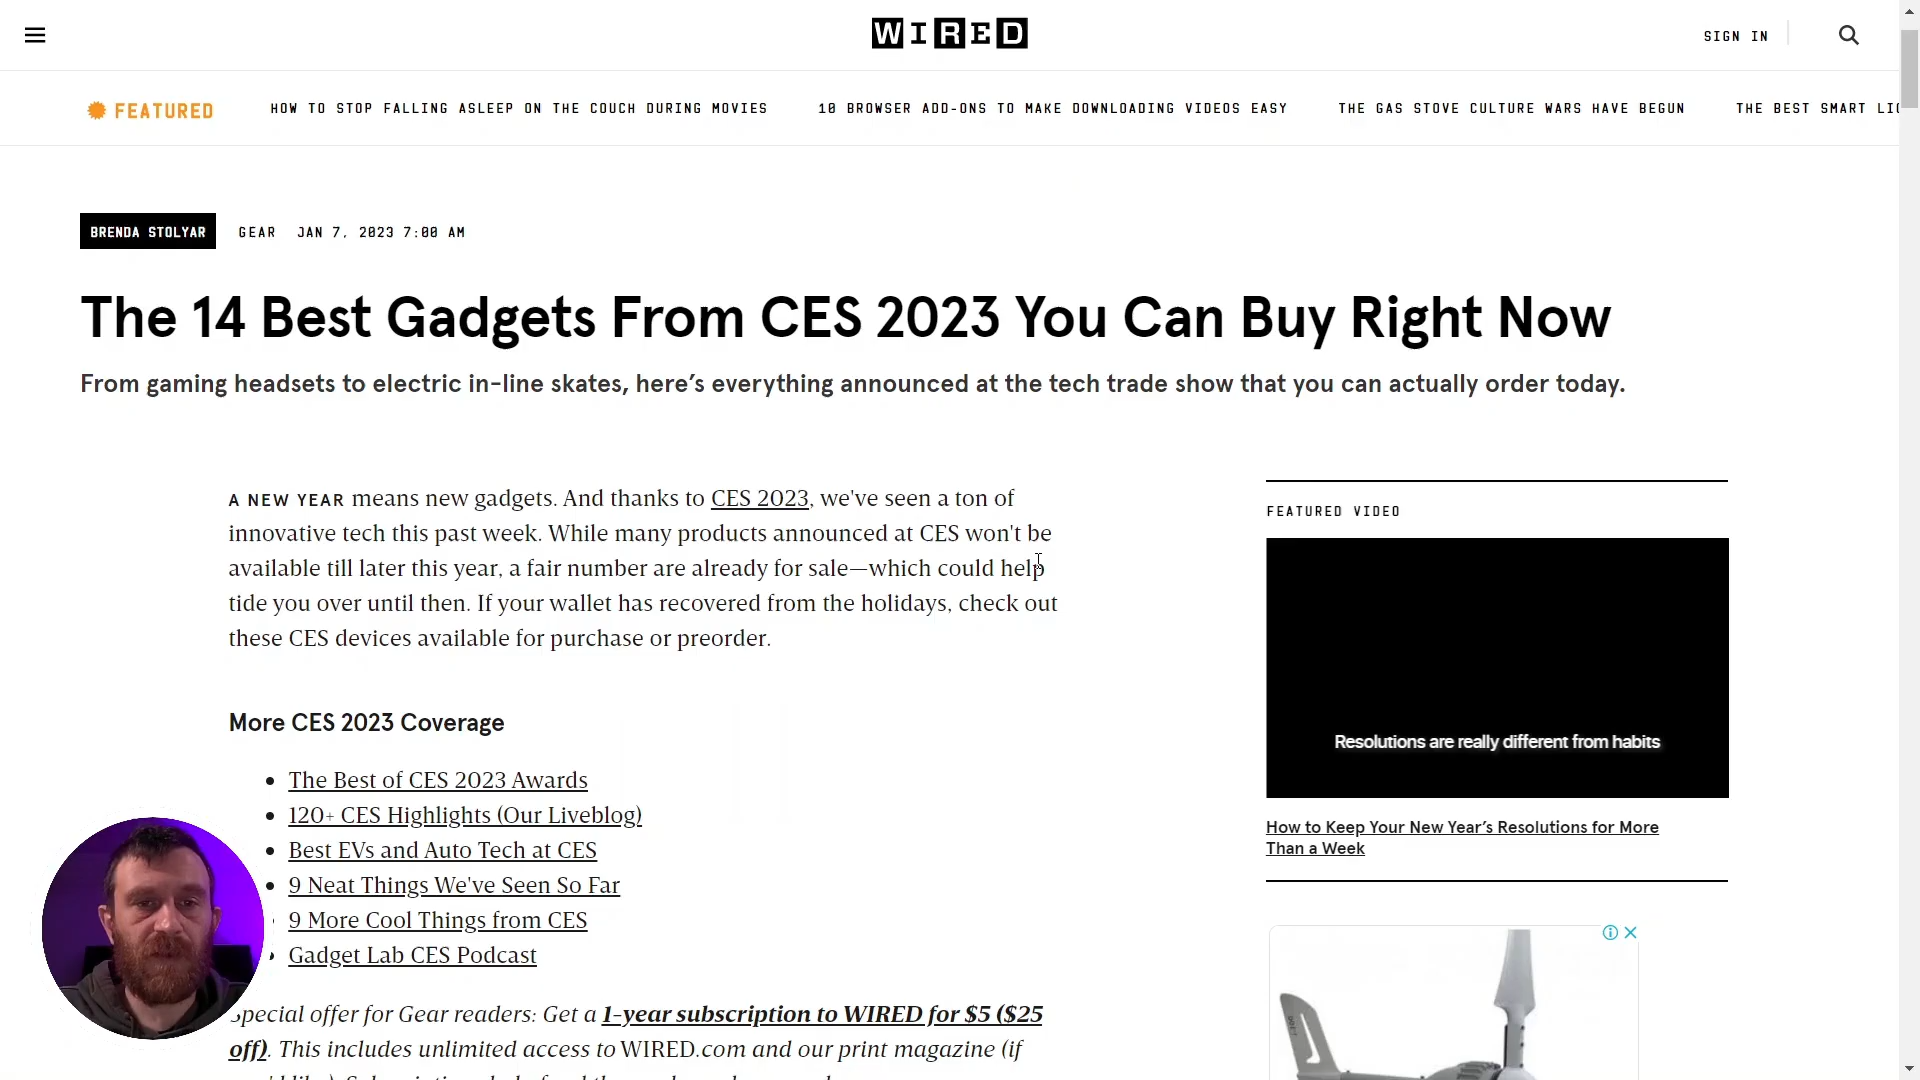 WIRED
SIGN IN
FEATURED
HOW TO STOP FALLING ASLEEP ON THE COUCH DURING MOVIES
10 BROWSER ADD-ONS TO MAKE DOWNLOADING VIDEOS EASY
THE GAS STOVE CULTURE WARS HAVE BEGUN
THE BEST SMART
BRENDA STOLYAR
GEAR
JAN 7, 2023 7:00 AM
The 14 Best Gadgets From CES 2023 You Can Buy Right Now
From gaming headsets to electric in-line skates, here’s everything announced at the tech trade show that you can actually order today.
A NEW YEAR means new gadgets. And thanks to CES 2023, we've seen a ton of
innovative tech this past week. While many products announced at CES won't be
available till later this year, a fair number are already for sale—which could help
tide you over until then. If your wallet has recovered from the holidays, check out
these CES devices available for purchase or preorder.
More CES 2023 Coverage
The Best of CES 2023 Awards
120+ CES Highlights (Our Liveblog)
Best EVs and Auto Tech at CES
9 Neat Things We've Seen So Far
9 More Cool Things from CES
Gadget Lab CES Podcast
Special offer for Gear readers: Get a 1-year subscription to WIRED for $5 ($25
off). This includes unlimited access to WIRED.com and our print magazine (if
FEATURED VIDEO
Resolutions are really different from habits
How to Keep Your New Year’s Resolutions for More
Than a Week